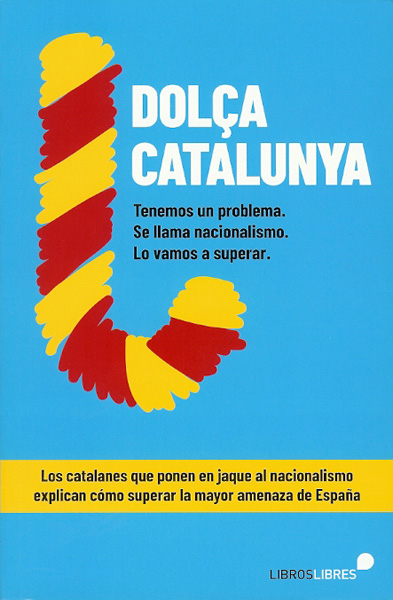 DOLÇA
CATALUNYA
Tenemos un problema.
Se llama nacionalismo.
Lo vamos a superar.
Los catalanes que ponen en jaque al nacionalismo
explican cómo superar la mayor amenaza de España
LIBROSLIBRES